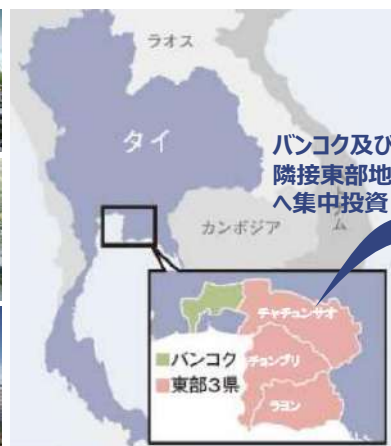 ラオス
タイ
バンコク及び
隣接東部地
へ集中投資
カンボジア
ム
チャチュンサオ
バンコク
チョンブリ
東部3県
ラヨン